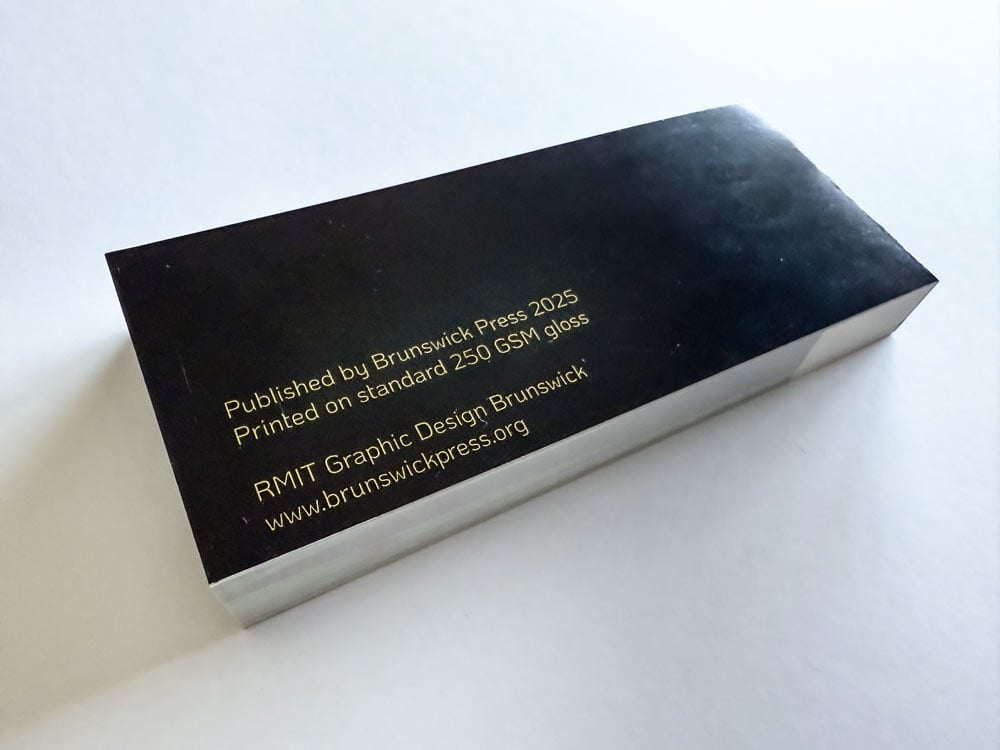 Published by Brunswick Press 2025
Printed on standard 250 GSM gloss
RMIT Graphic Design Brunswick
www.brunswickpress.org